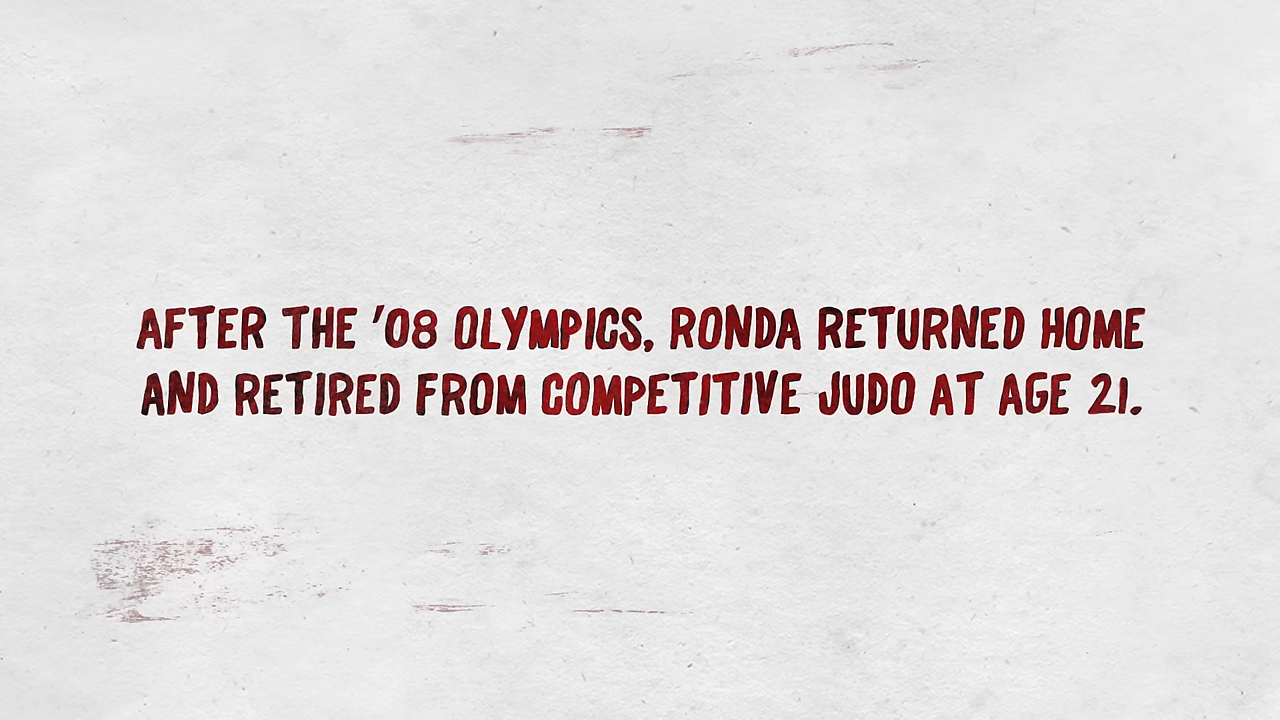 AFTER THE '08 OLYMPICS, RONDA RETURNED HOME
AND RETIRED FROM COMPETITIVE JUDO AT AGE 21.